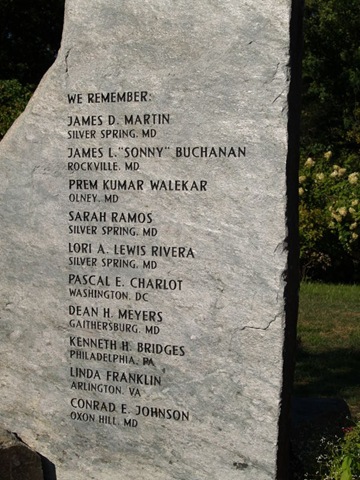 WE REMEMBER:
JAMES D. MARTIN
SILVER SPRING, MD
JAMES L. "SONNY" BUCHANAN
ROCKVILLE, MD
PREM KUMAR WALEKAR
OLNEY, MD
SARAH RAMOS
SILVER SPRING, MD
LORI A. LEWIS RIVERA
SILVER SPRING, MD
PASCAL E. CHARLOT
WASHINGTON, DC
DEAN H. MEYERS
GAITHERSBURG, MD
KENNETH H. BRIDGES
PHILADELPHIA, PA
LINDA FRANKLIN
ARLINGTON, VA
CONRAD E. JOHNSON
OXON HILL, MD